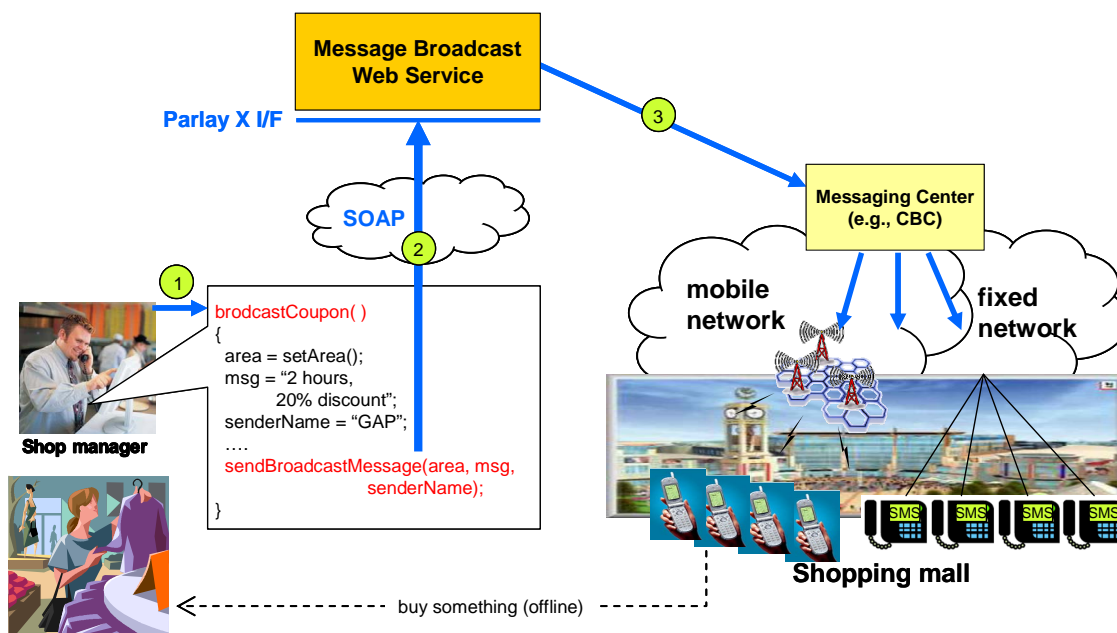 Message Broadcast
Web Service
Parlay X I/F
3
Messaging Center
(e.g., CBC)
SOAP
2
1
mobile
network
fixed
network
brodcastCoupon( )
{
area = setArea();
msg = “2 hours,
20% discount”;
senderName = “GAP”;
….
sendBroadcastMessage(area, msg,
senderName);
}
Shop manager
SMS
SMS
SMS
SMS
Shopping mall
buy something (offline)